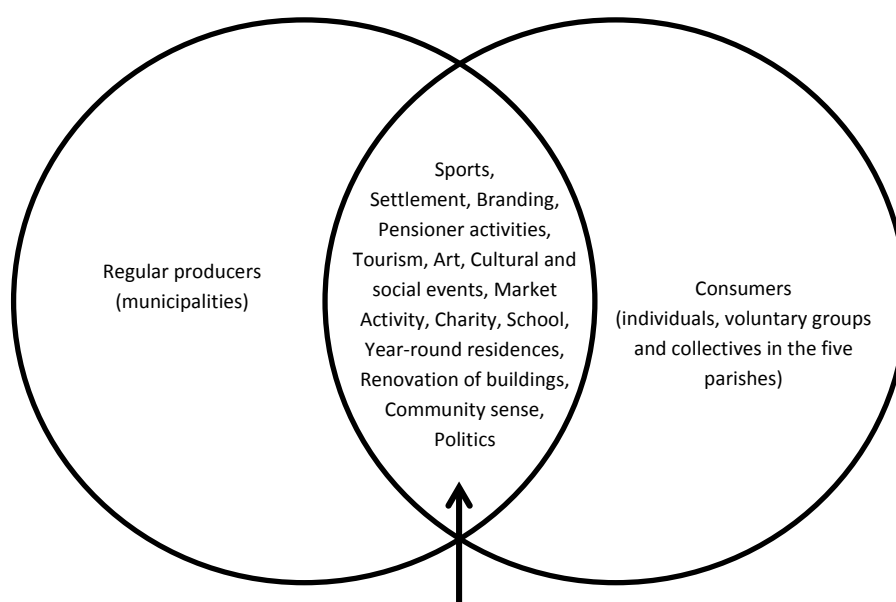 Regular producers
(municipalities)
Sports,
Settlement, Branding,
Pensioner activities,
Tourism, Art, Cultural and
social events, Market
Activity, Charity, School,
Year-round residences,
Renovation of buildings,
Community sense,
Politics
Consumers
(individuals, voluntary groups
and collectives in the five
parishes)